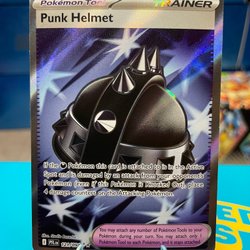 Pokémon Tool
TRAINER
Punk Helmet
If the Pokémon this card is attached to is in the Active
Spot and is damaged by an attack from your opponent's
Pokémon (even if this Pokémon is Knocked Out), place
4 damage counters on the Attacking Pokémon.
You may attach any number of Pokémon Tools to your
Pokémon during your turn. You may attach only 1
Pokémon Tool to each Pokémon, and it stays attached.